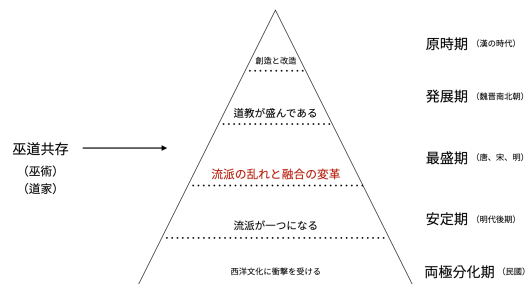 原時期（漢の時代）
創造と改造
発展期（魏晋南北朝）
道教が盛んである
巫道共存
（巫術）
（道家）
最盛期（唐、宋、明）
流派の乱れと融合の変革
安定期（明代後期）
流派が一つになる
両極分化期（民國）
西洋文化に衝撃を受ける